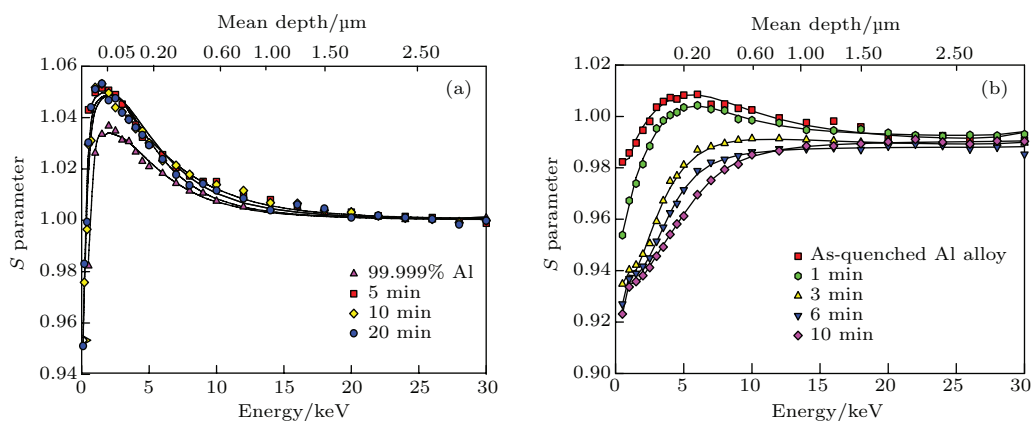 Mean depth/µm
0.05 0.20 0.60 1.00 1.50 2.50
1.06
1.04
1.02
1.00
0.98
0.96
0.94
S parameter
(a)
99.999% Al
5 min
10 min
20 min
0 5 10 15 20 25 30
Energy/keV
Mean depth/µm
0.20 0.60 1.00 1.50 2.50
1.02
1.00
0.98
0.96
0.94
0.92
0.90
S parameter
(b)
As-quenched Al alloy
1 min
3 min
6 min
10 min
0 5 10 15 20 25 30
Energy/keV